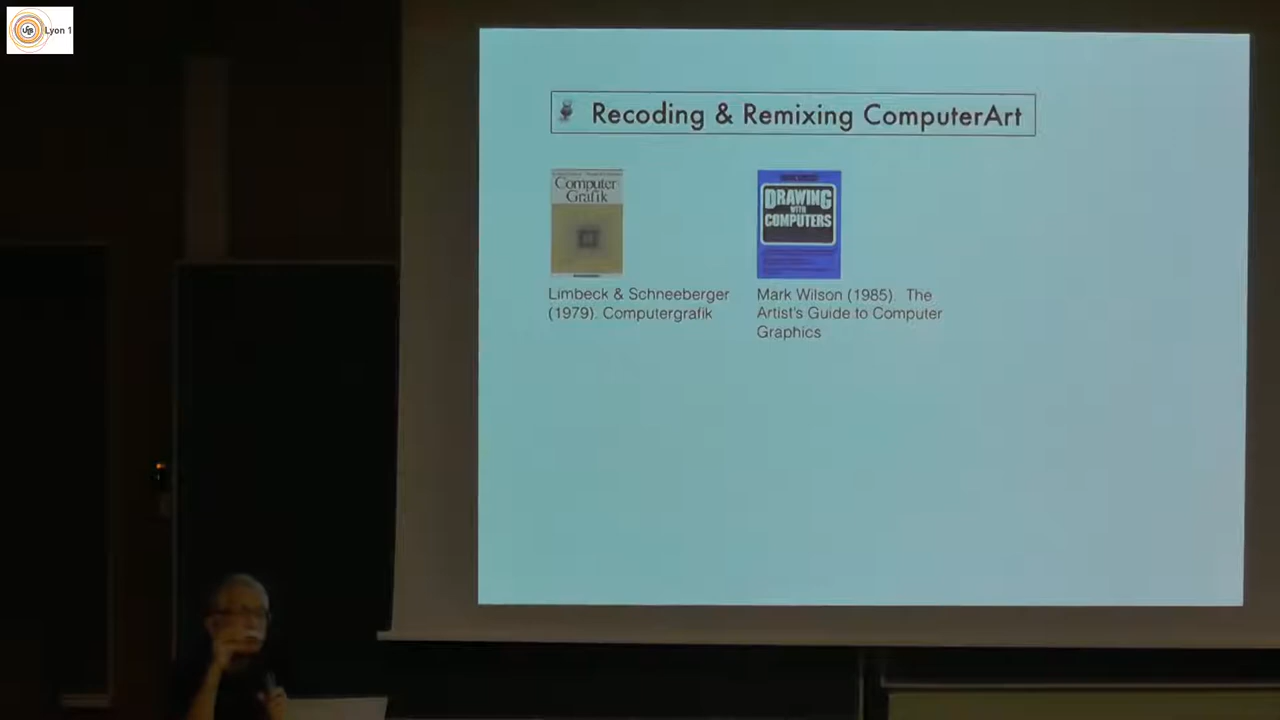 Lyon 1
Recoding & Remixing ComputerArt
Computer
Grafik
DRAWING
WITH
COMPUTERS
Limbeck & Schneeberger
(1979). Computergrafik
Mark Wilson (1985). The
Artist's Guide to Computer
Graphics